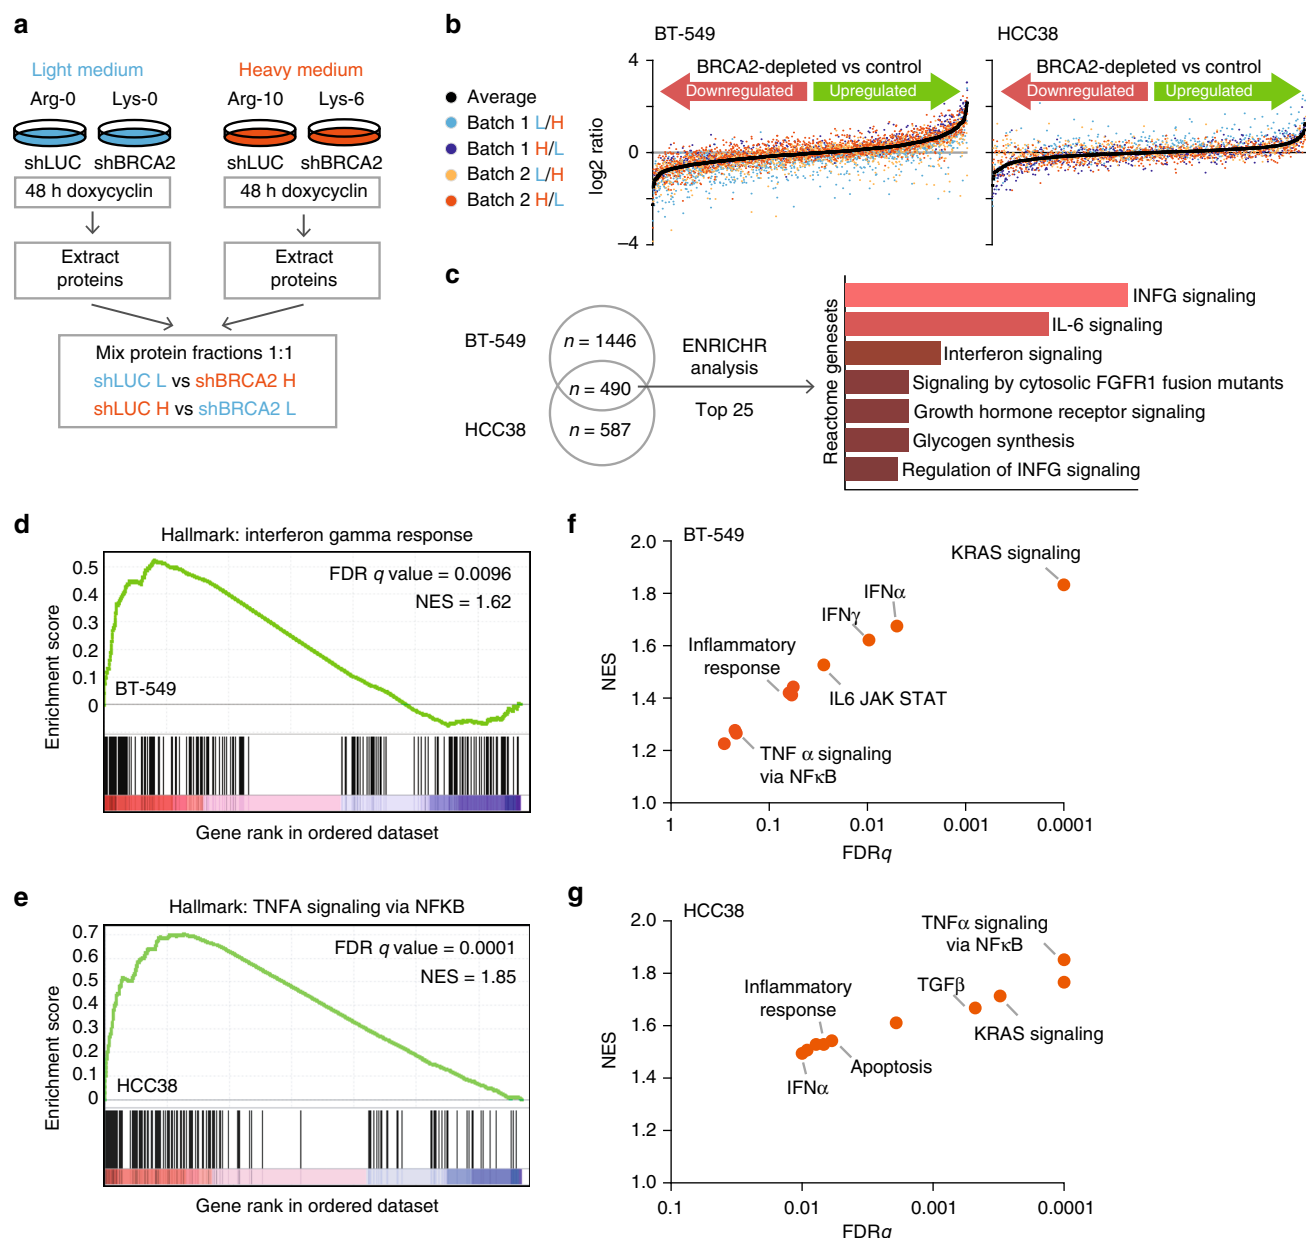 a
Light medium
Heavy medium
Arg-0
Lys-0
Arg-10
Lys-6
shLUC
shBRCA2
shLUC
shBRCA2
48 h doxycyclin
48 h doxycyclin
Extract
proteins
Extract
proteins
Mix protein fractions 1:1
shLUC L vs shBRCA2 H
shLUC H vs shBRCA2 L
b
Average
Batch 1 L/H
Batch 1 H/L
Batch 2 L/H
Batch 2 H/L
BT-549
HCC38
log2 ratio
4
0
−4
BRCA2-depleted vs control
Downregulated
Upregulated
BRCA2-depleted vs control
Downregulated
Upregulated
c
BT-549
HCC38
n = 1446
n = 490
n = 587
ENRICHR
analysis
Top 25
Reactome genesets
INFG signaling
IL-6 signaling
Interferon signaling
Signaling by cytosolic FGFR1 fusion mutants
Growth hormone receptor signaling
Glycogen synthesis
Regulation of INFG signaling
d
Hallmark: interferon gamma response
FDR q value = 0.0096
NES = 1.62
BT-549
Enrichment score
0.5
0.4
0.3
0.2
0.1
0
Gene rank in ordered dataset
e
Hallmark: TNFA signaling via NFKB
FDR q value = 0.0001
NES = 1.85
HCC38
Enrichment score
0.7
0.6
0.5
0.4
0.3
0.2
0.1
0
Gene rank in ordered dataset
f
BT-549
NES
2.0
1.8
1.6
1.4
1.2
1.0
KRAS signaling
IFNα
IFNγ
Inflammatory
response
IL6 JAK STAT
TNF α signaling
via NFκB
1
0.1
0.01
0.001
0.0001
FDRq
g
HCC38
NES
2.0
1.8
1.6
1.4
1.2
1.0
TNFα signaling
via NFκB
TGFβ
Inflammatory
response
KRAS signaling
Apoptosis
IFNα
0.1
0.01
0.001
0.0001
FDRq